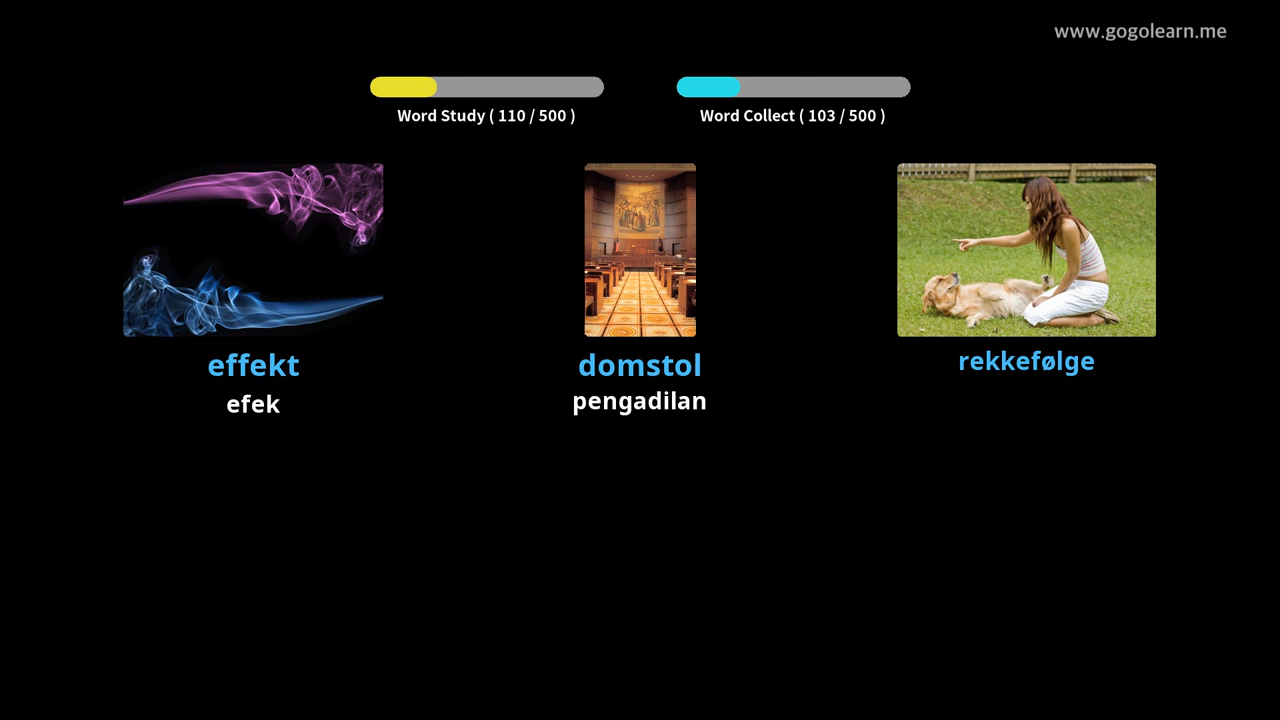 www.gogolearn.me
Word Study ( 110 / 500 )
Word Collect ( 103 / 500 )
effekt
efek
domstol
pengadilan
rekkefølge